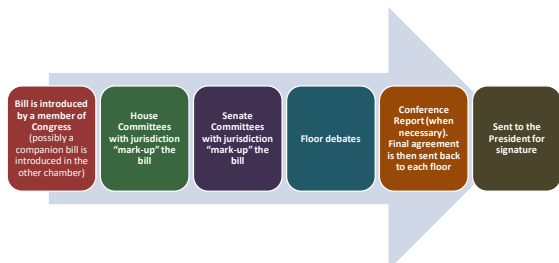 Bill is introduced
by a member of
Congress
(possibly a
companion bill is
introduced in the
other chamber)
House
Committees
with jurisdiction
“mark-up” the
bill
Senate
Committees
with jurisdiction
“mark-up” the
bill
Floor debates
Conference
Report (when
necessary).
Final agreement
is then sent back
to each floor
Sent to the
President for
signature